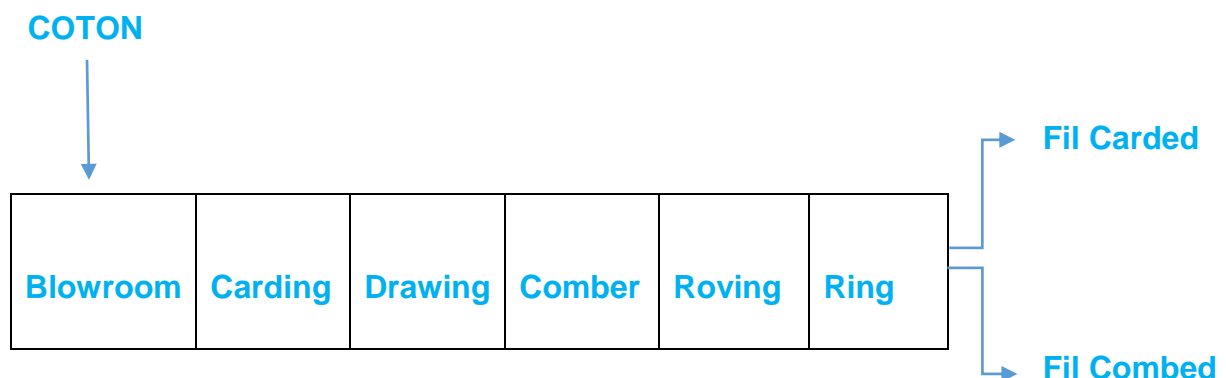 COTON
Fil Carded
Blowroom Carding Drawing Comber Roving Ring
Fil Combed